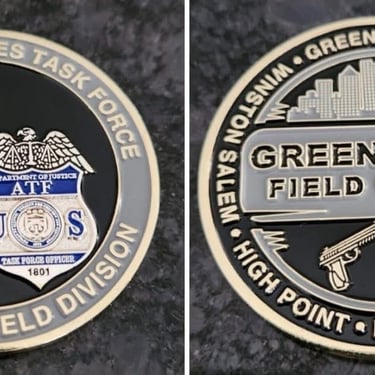 ES TASK FORCE
DEPARTMENT OF JUSTICE
ATF
U S
TASK FORCE OFFICER
1801
ELD DIVISION
GREEN
WINSTON SALEM
GREEN
FIELD
HIGH POINT